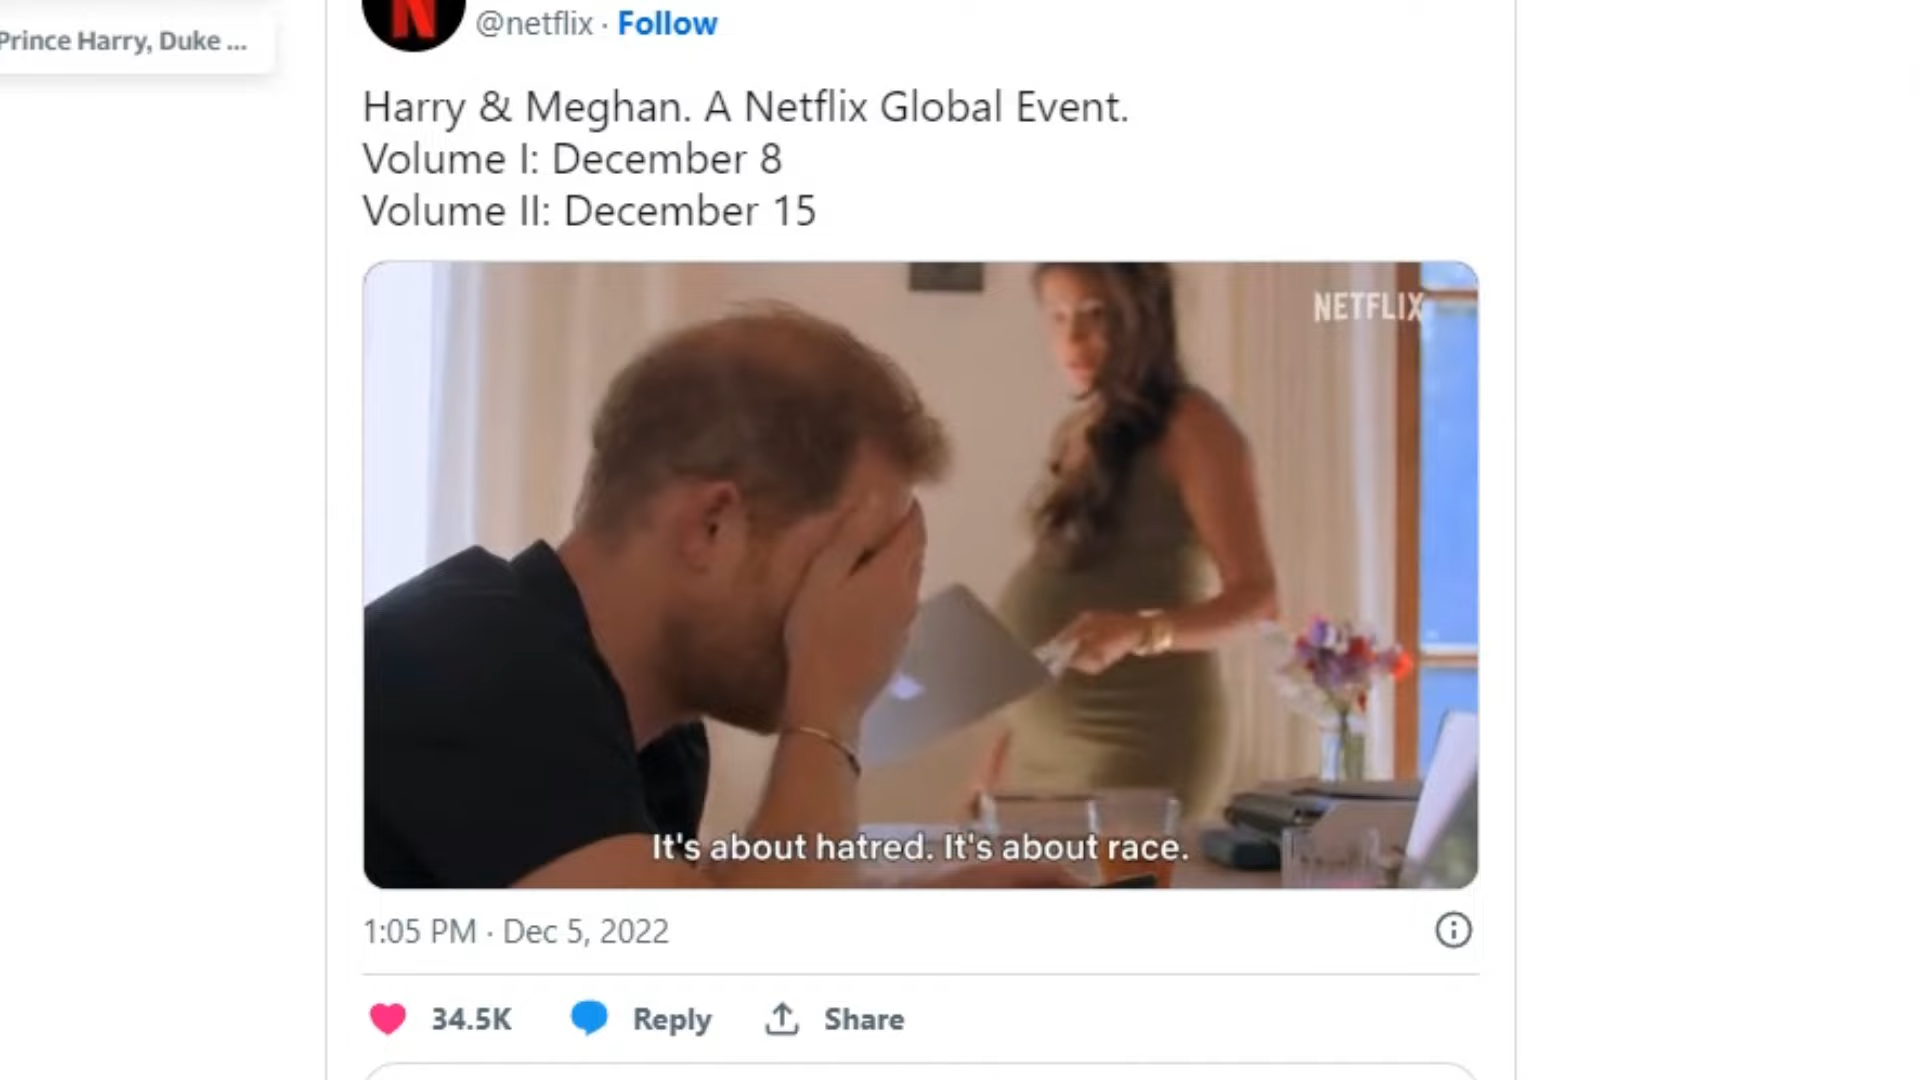 Prince Harry, Duke ...
N
@netflix · Follow
Harry & Meghan. A Netflix Global Event.
Volume I: December 8
Volume II: December 15
NETFLIX
It's about hatred. It's about race.
1:05 PM · Dec 5, 2022
34.5K Reply Share